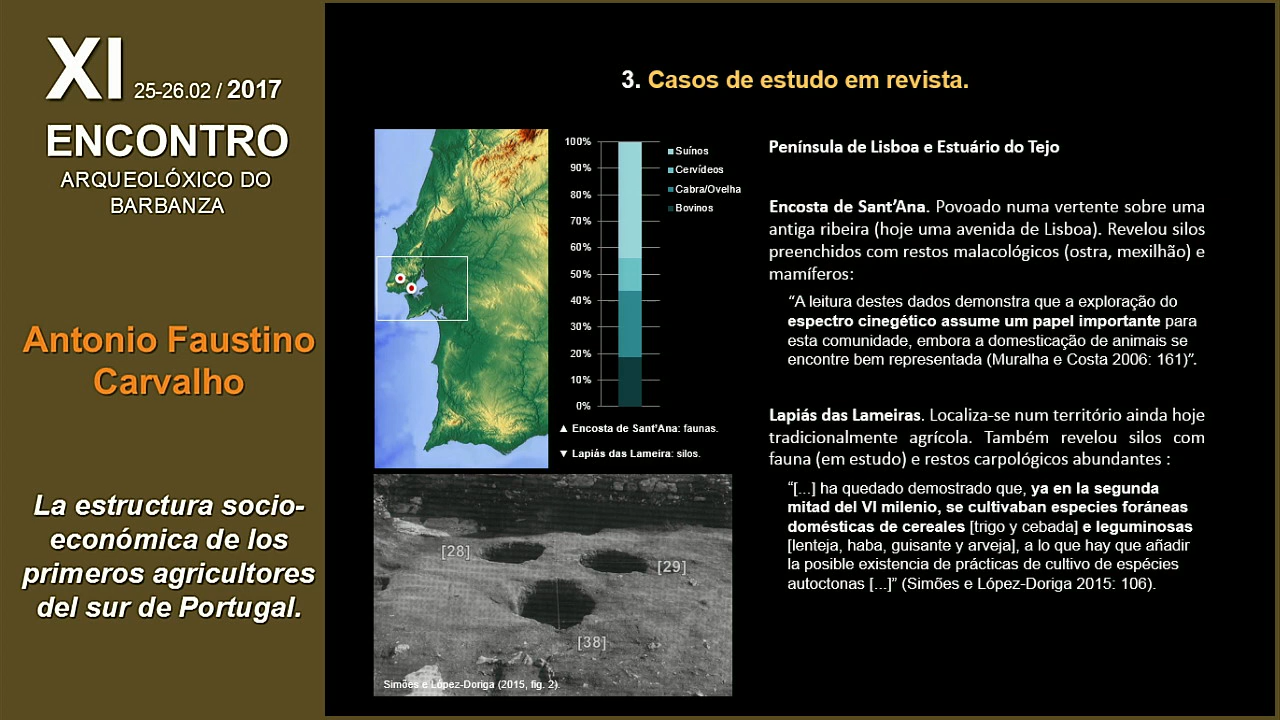 XI 25-26.02 / 2017
ENCONTRO
ARQUEOLÓXICO DO
BARBANZA
Antonio Faustino
Carvalho
La estructura socio-
económica de los
primeros agricultores
del sur de Portugal.
3. Casos de estudo em revista.
100%
90%
80%
70%
60%
50%
40%
30%
20%
10%
0%
Suínos
Cervídeos
Cabra/Ovelha
Bovinos
▲ Encosta de Sant'Ana: faunas.
▼ Lapiás das Lameira: silos.
[28]
[29]
[38]
Simões e López-Doriga (2015, fig. 2).
Península de Lisboa e Estuário do Tejo
Encosta de Sant'Ana. Povoado numa vertente sobre uma
antiga ribeira (hoje uma avenida de Lisboa). Revelou silos
preenchidos com restos malacológicos (ostra, mexilhão) e
mamíferos:
“A leitura destes dados demonstra que a exploração do
espectro cinegético assume um papel importante para
esta comunidade, embora a domesticação de animais se
encontre bem representada (Muralha e Costa 2006: 161)”.
Lapiás das Lameiras. Localiza-se num território ainda hoje
tradicionalmente agrícola. Também revelou silos com
fauna (em estudo) e restos carpológicos abundantes :
“[...] ha quedado demostrado que, ya en la segunda
mitad del VI milenio, se cultivaban especies foráneas
domésticas de cereales [trigo y cebada] e leguminosas
[lenteja, haba, guisante y arveja], a lo que hay que añadir
la posible existencia de prácticas de cultivo de espécies
autoctonas [...]” (Simões e López-Doriga 2015: 106).